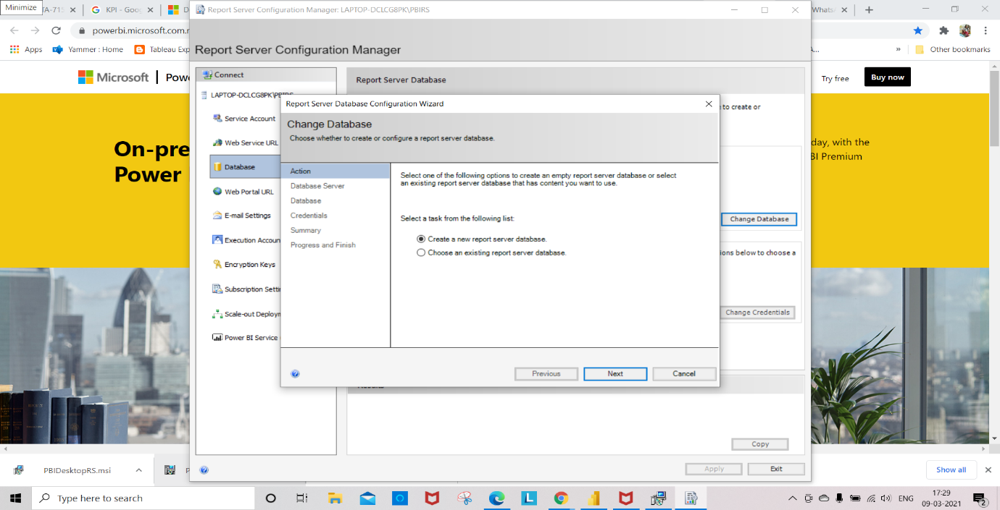 Minimize
TA-715
KPI - Goo
Report Server Configuration Manager: LAPTOP-DCLCG8PK\PBIRS
Whats
powerbi.microsoft.com
Apps
Yammer : Home
Tableau Exp
Other bookmarks
Report Server Configuration Manager
Microsoft
Try free
Buy now
Connect
Report Server Database
LAPTOP-DCLCG8PK\PBIRS
Report Server Database Configuration Wizard
to create or
Service Account
Change Database
Choose whether to create or configure a report server database.
Web Service URL
On-pre
day, with the
BI Premium
Power
Database
Action
Select one of the following options to create an empty report server database or select
an existing report server database that has content you want to use.
Database Server
Web Portal URL
Database
E-mail Settings
Credentials
Select a task from the following list:
Change Database
Summary
Execution Accoun
Create a new report server database.
Progress and Finish
Choose an existing report server database.
ions below to choose a
Encryption Keys
Subscription Setti
Scale-out Deployn
Change Credentials
Power BI Service
Previous
Next
Cancel
Results
Copy
Apply
Exit
PBIDesktopRS.msi
Show all
Type here to search
ENG
17:29
09-03-2021
2